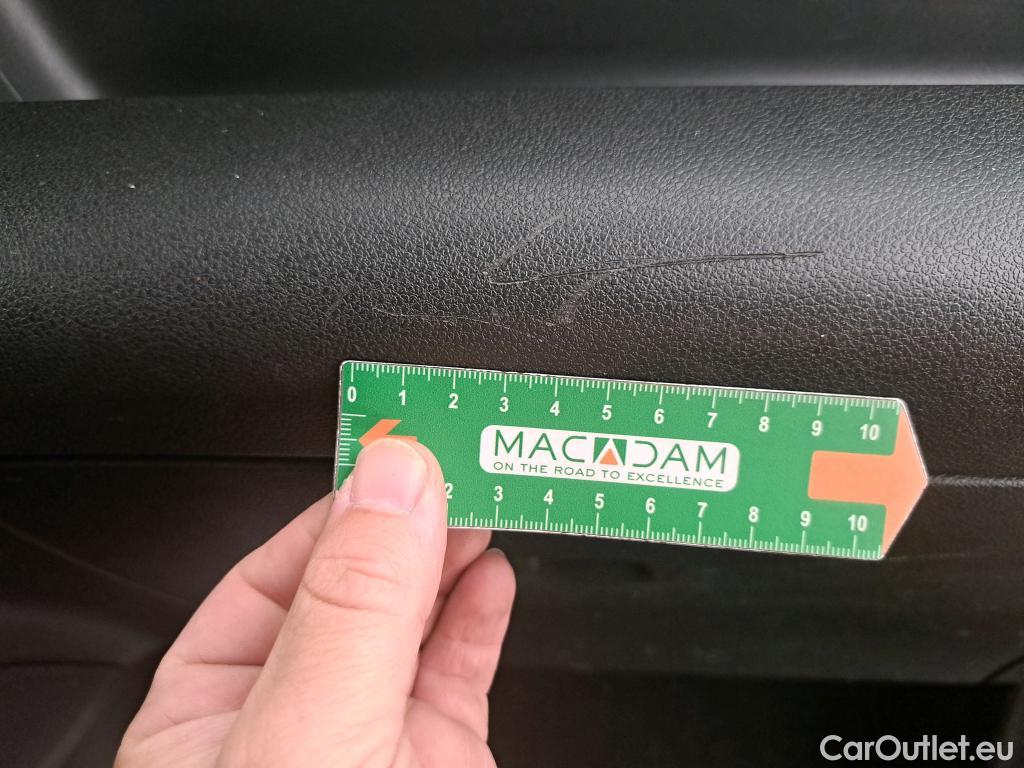 0 1 2 3 4 5 6 7 8 9 10
MACADAM
ON THE ROAD TO EXCELLENCE
2 3 4 5 6 7 8 9 10
CarOutlet.eu